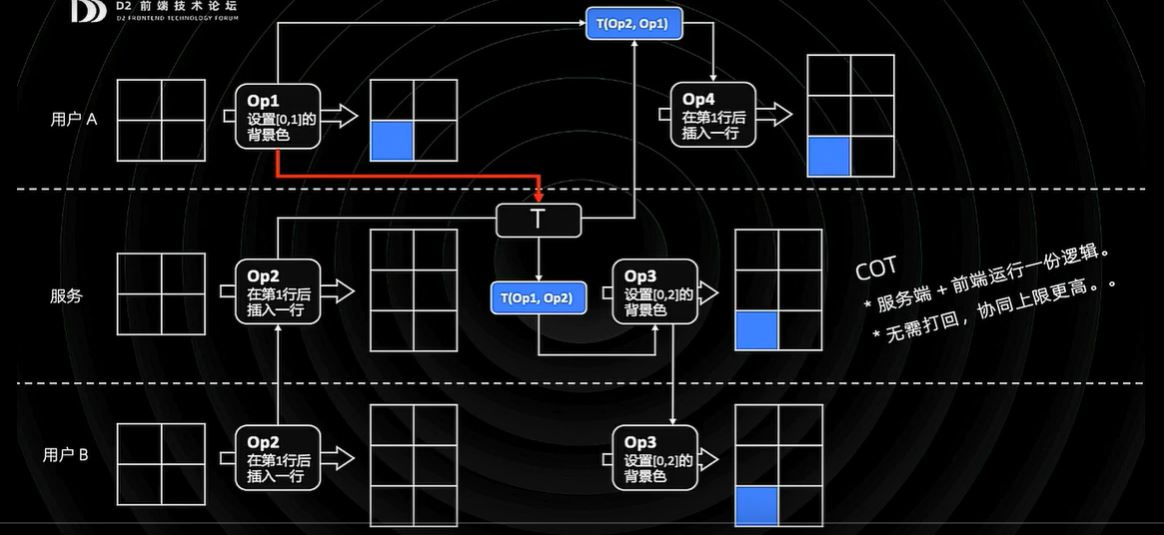 D2 前端技术论坛
D2 FRONTEND TECHNOLOGY FORUM
T(Op2, Op1)
用户 A
Op1
设置[0,1]的
背景色
Op4
在第1行后
插入一行
T
服务
Op2
在第1行后
插入一行
T(Op1, Op2)
Op3
设置[0,2]的
背景色
COT
* 服务端 + 前端运行一份逻辑。
* 无需打回，协同上限更高。。
用户 B
Op2
在第1行后
插入一行
Op3
设置[0,2]的
背景色